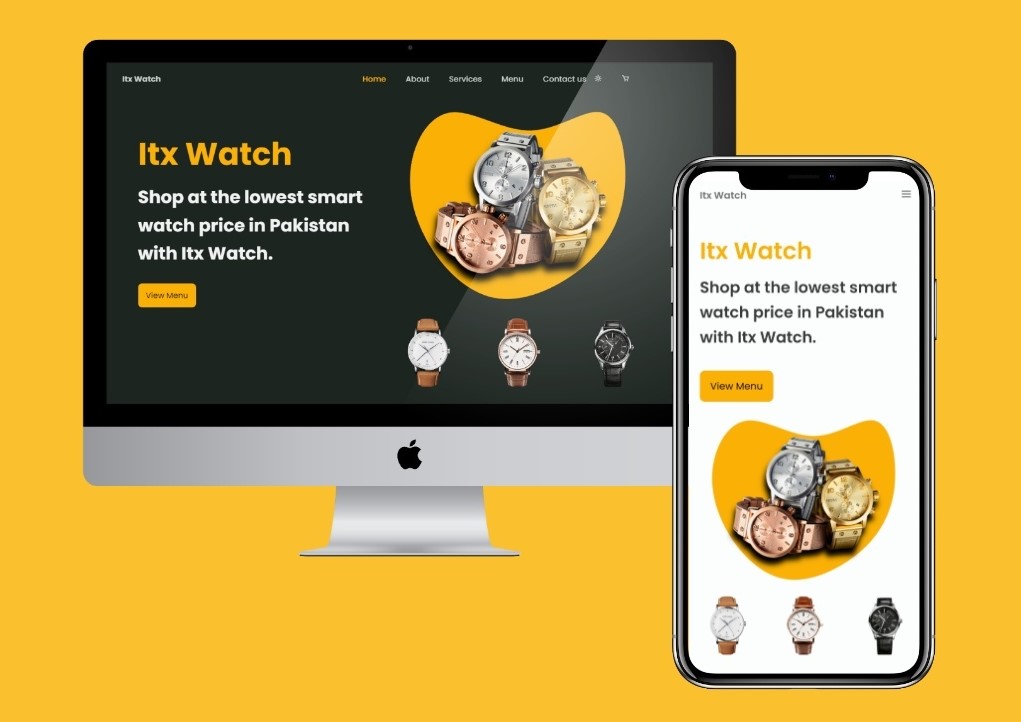 Itx Watch
Home About Services Menu Contact us
Itx Watch
Shop at the lowest smart
watch price in Pakistan
with Itx Watch.
View Menu
Itx Watch
Itx Watch
Shop at the lowest smart
watch price in Pakistan
with Itx Watch.
View Menu